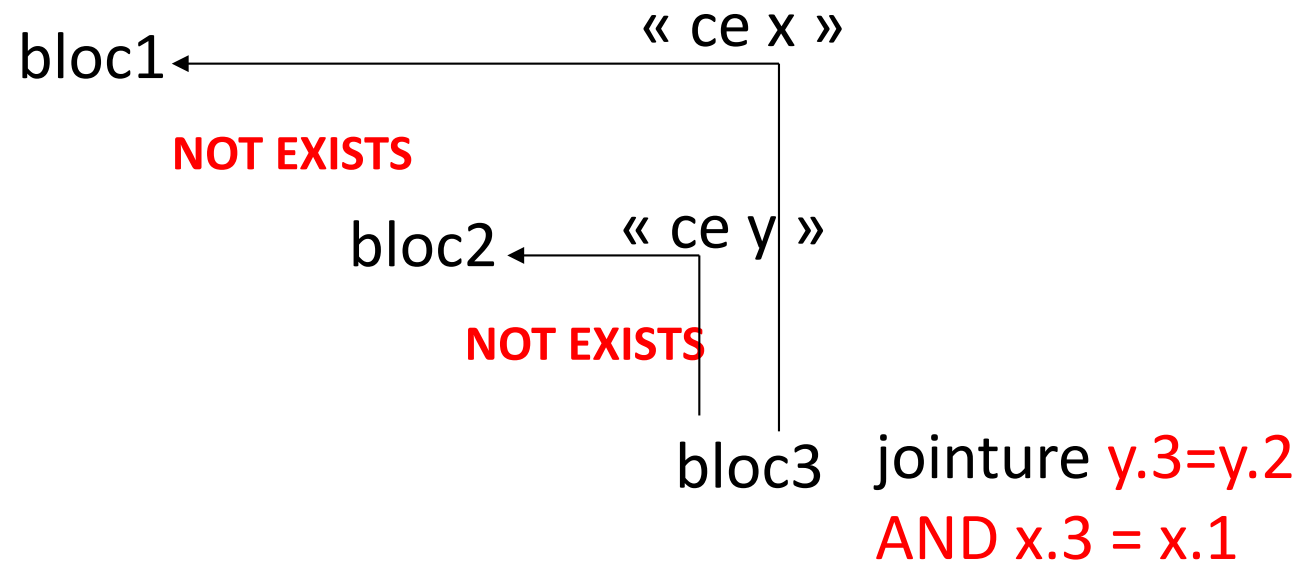 « ce x »
bloc1
NOT EXISTS
« ce y »
bloc2
NOT EXISTS
bloc3
jointure y.3=y.2
AND x.3 = x.1